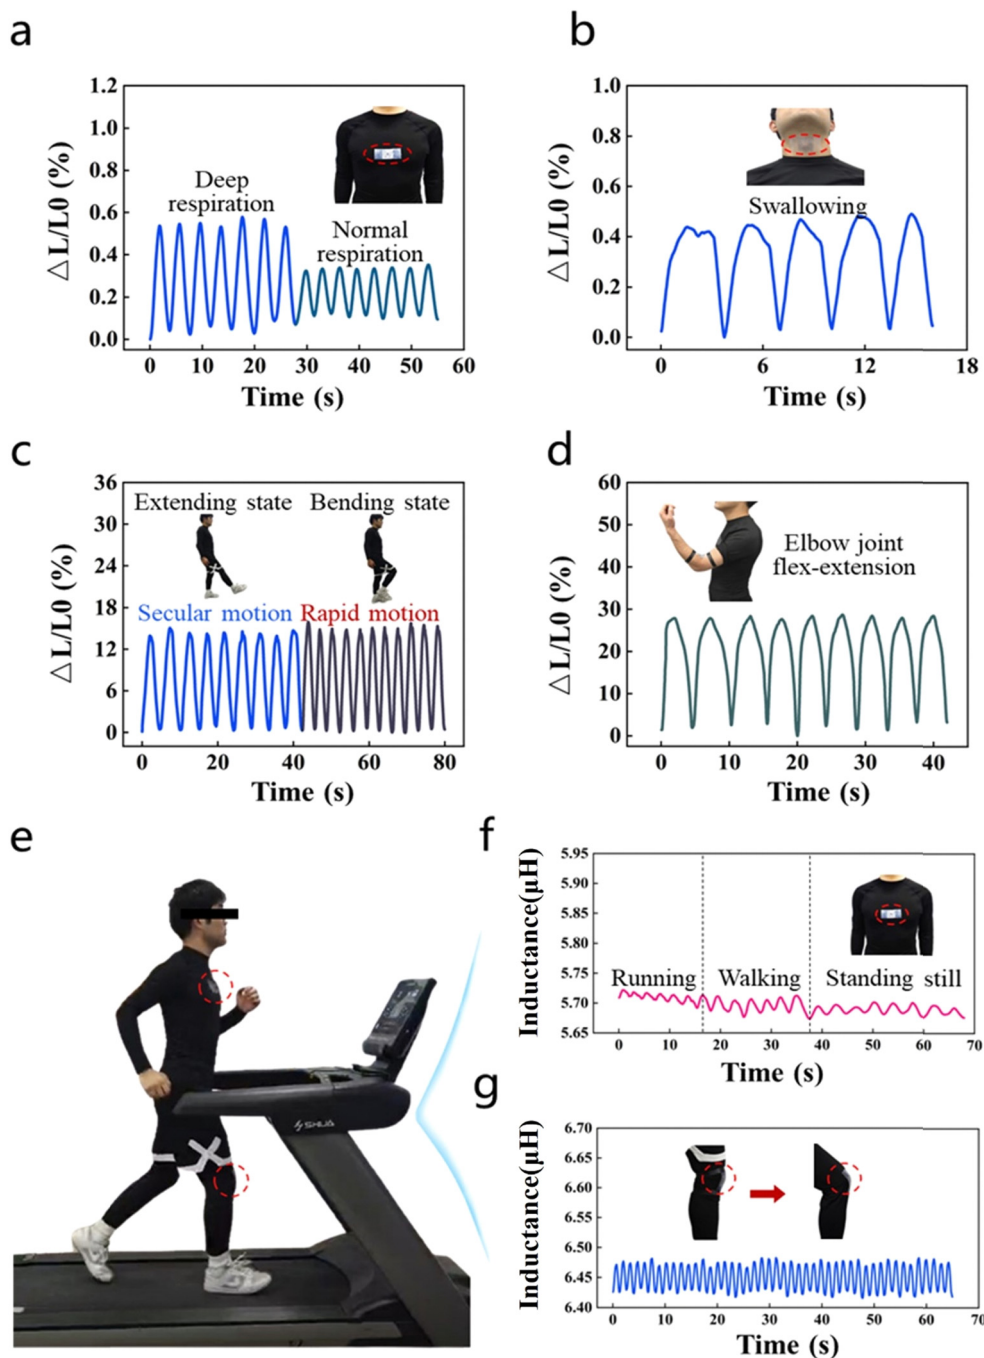 a
△L/L0 (%)
1.2
1.0
0.8
0.6
0.4
0.2
0.0
Deep
respiration
Normal
respiration
0 10 20 30 40 50 60
Time (s)
b
△L/L0 (%)
1.0
0.8
0.6
0.4
0.2
0.0
Swallowing
0 6 12 18
Time (s)
c
△L/L0 (%)
36
30
24
18
12
6
0
Extending state Bending state
Secular motion Rapid motion
0 20 40 60 80
Time (s)
d
△L/L0 (%)
60
50
40
30
20
10
0
Elbow joint
flex-extension
0 10 20 30 40
Time (s)
e
SHUA
f
Inductance(μH)
5.95
5.90
5.85
5.80
5.75
5.70
5.65
Running Walking Standing still
0 10 20 30 40 50 60 70
Time (s)
g
Inductance(μH)
6.70
6.65
6.60
6.55
6.50
6.45
6.40
0 10 20 30 40 50 60 70
Time (s)